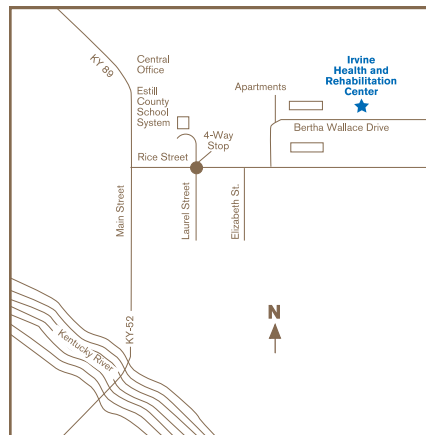 KY 89
Central
Office
Estill
County
School
System
Apartments
Irvine
Health and
Rehabilitation
Center
Bertha Wallace Drive
4-Way
Stop
Rice Street
Main Street
Laurel Street
Elizabeth St.
KY-52
Kentucky River
N